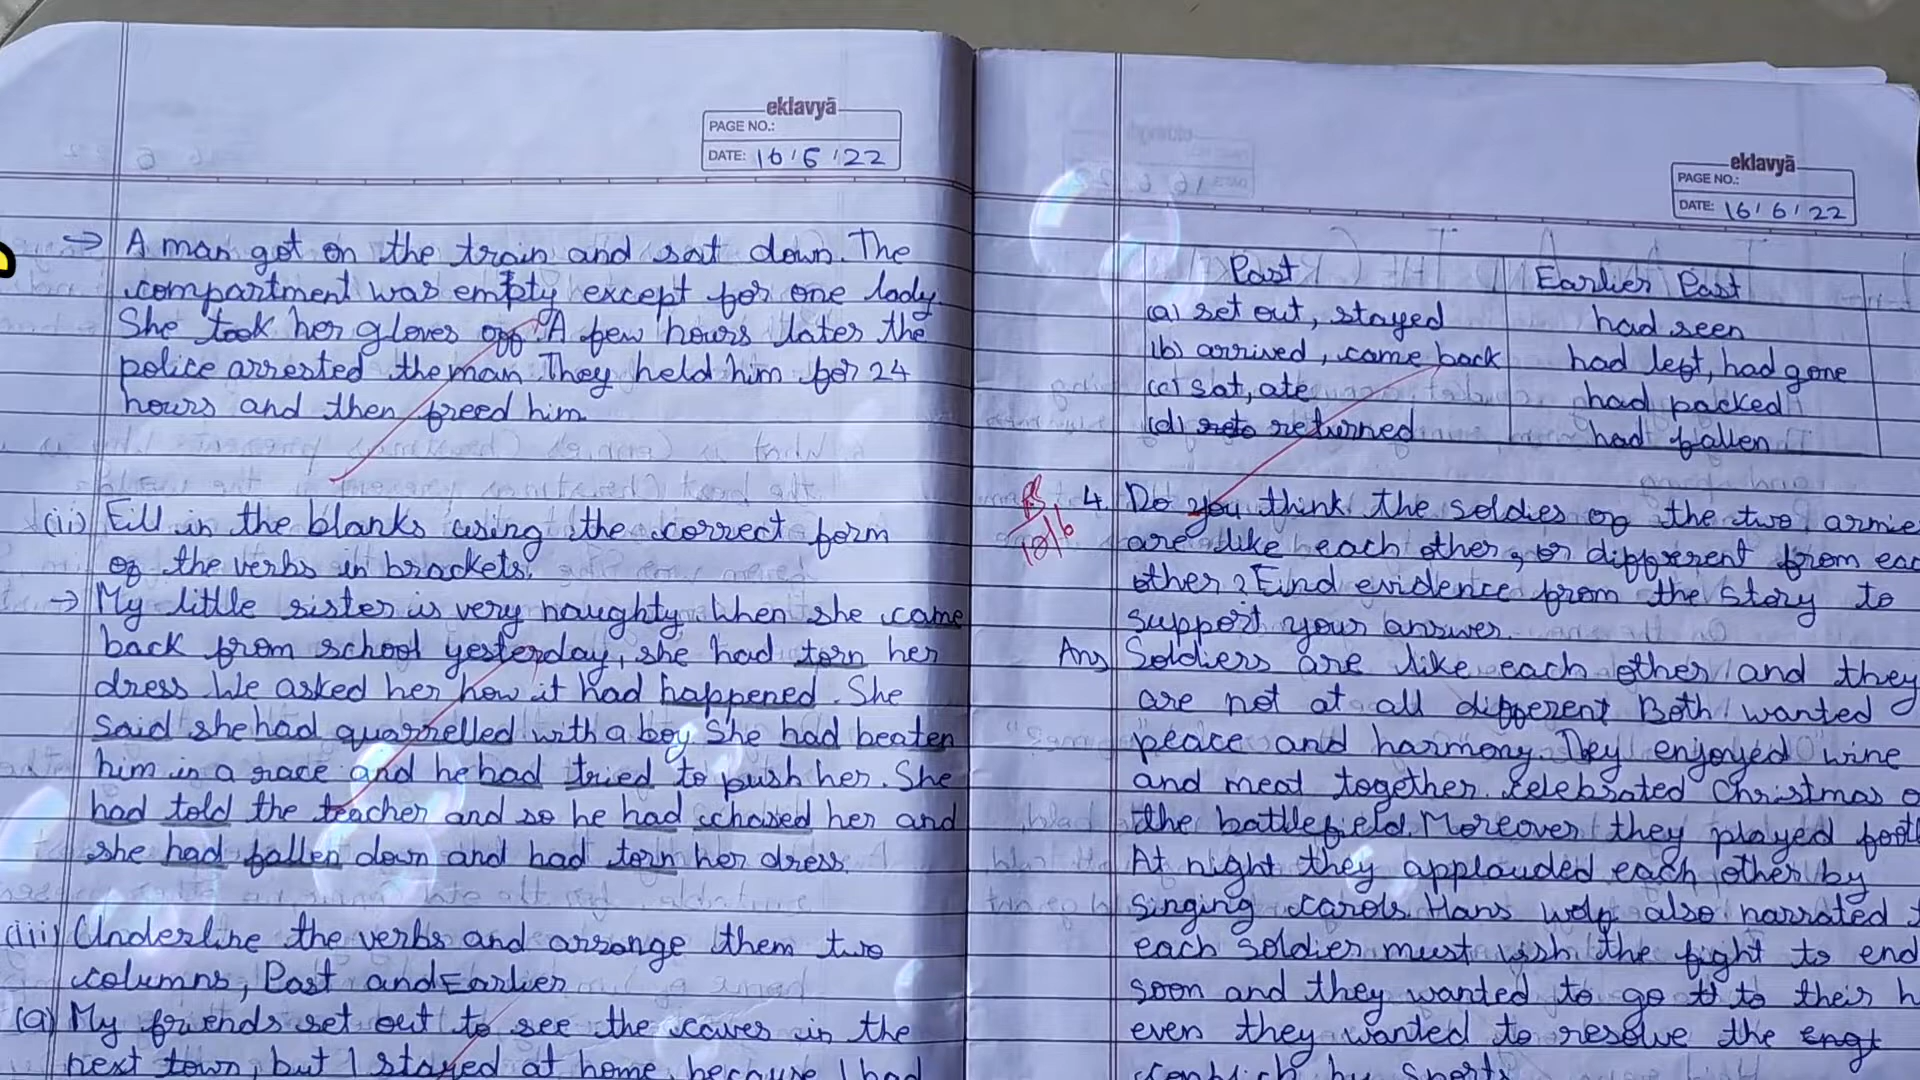 eklavyā
PAGE NO.:
DATE: 16/6/22
→ A man got on the train and sat down. The
compartment was empty except for one lady.
She took her gloves off. A few hours later the
police arrested the man. They held him for 24
hours and then freed him.
(ii) Fill in the blanks using the correct form
of the verbs in brackets.
→ My little sister is very naughty. When she came
back from school yesterday, she had torn her
dress. We asked her how it had happened. She
said she had quarrelled with a boy. She had beaten
him in a race and he had tried to push her. She
had told the teacher and so he had chased her and
she had fallen down and had torn her dress.
(iii) Underline the verbs and arrange them two
columns, Past and Earlier
(a) My friends set out to see the caves in the
next town, but I stayed at home, because I had
eklavyā
PAGE NO.:
DATE: 16/6/22
Past Earlier Past
(a) set out, stayed had seen
(b) arrived, came back had left, had gone
(c) sat, ate had packed
(d) returned had fallen
4. Do you think the soldies of the two armie
are like each other, or different from eac
other? Find evidence from the story to
support your answer.
Ans Soldiers are like each other and they
are not at all different Both wanted
peace and harmony. They enjoyed wine
and meat together. celebrated Christmas o
the battlefield. Moreover they played footb
At night they applouded each other by
singing carols. Hans wolf also narrated t
each soldier must wish the fight to end
soon and they wanted to go to their h
even they wanted to resolve the
conflict by sports